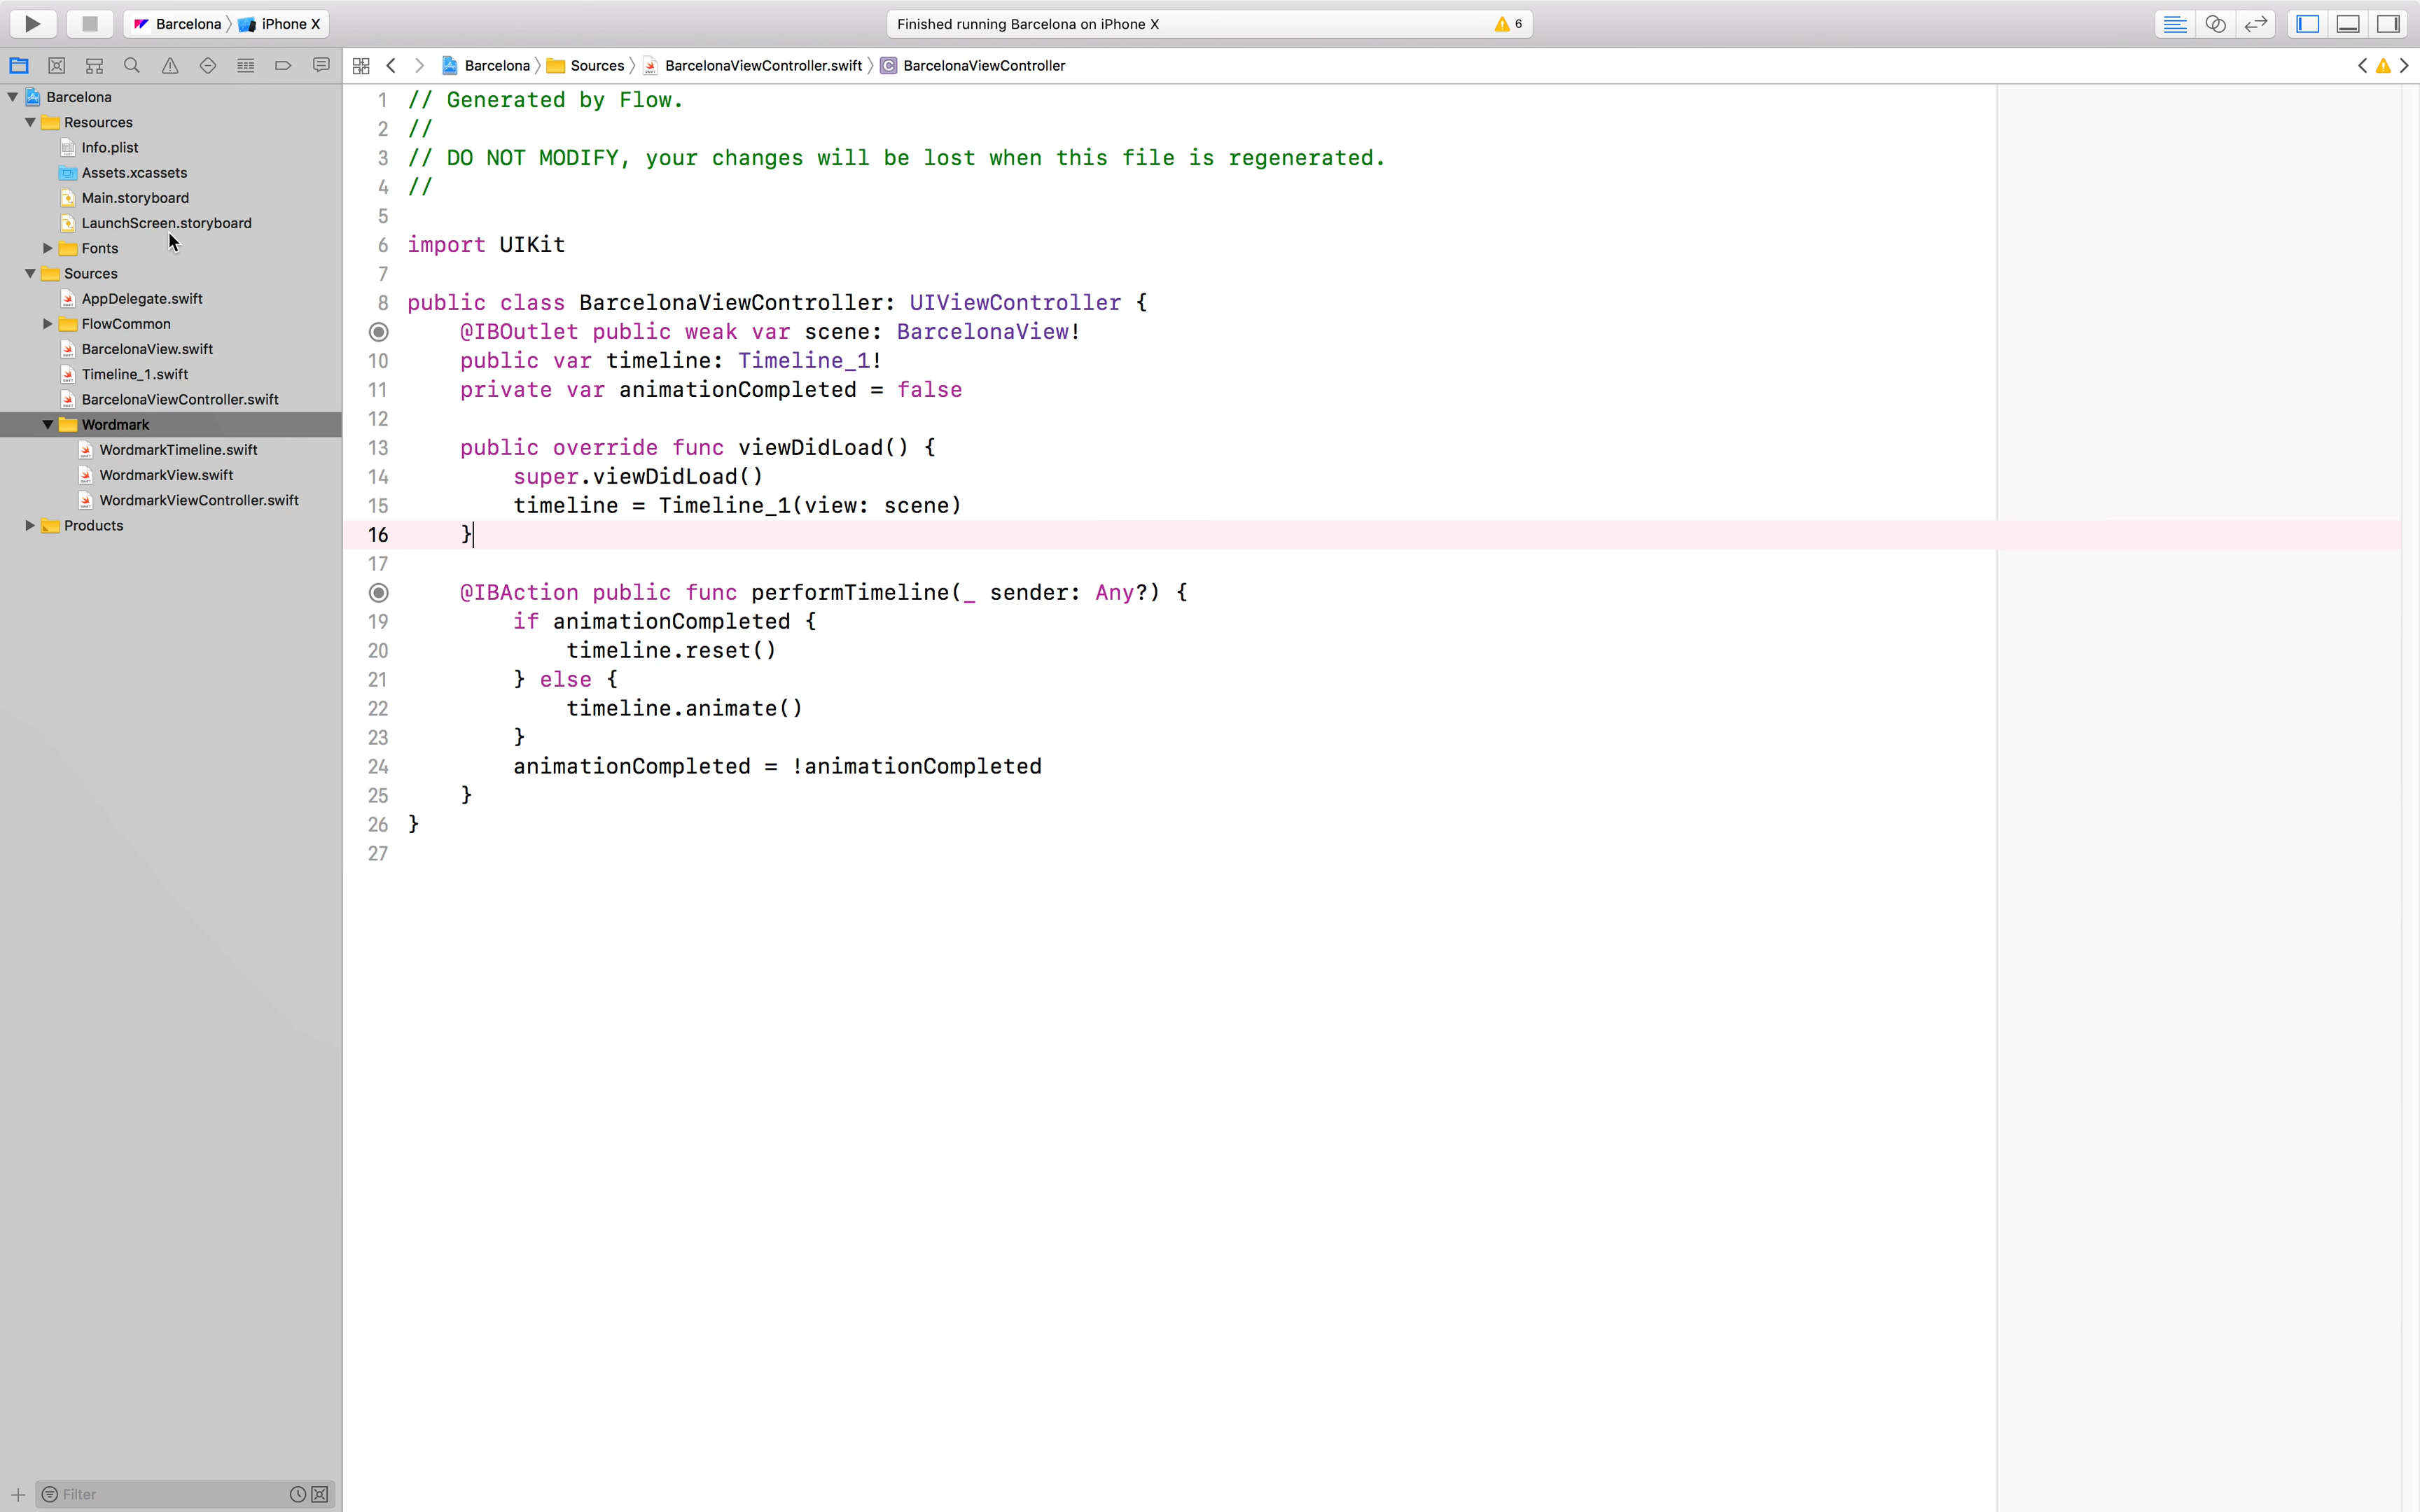 Barcelona 〉 iPhone X
Finished running Barcelona on iPhone X
6
Barcelona 〉 Sources 〉 BarcelonaViewController.swift 〉 C BarcelonaViewController
Barcelona
Resources
Info.plist
Assets.xcassets
Main.storyboard
LaunchScreen.storyboard
Fonts
Sources
AppDelegate.swift
FlowCommon
BarcelonaView.swift
Timeline_1.swift
BarcelonaViewController.swift
Wordmark
WordmarkTimeline.swift
WordmarkView.swift
WordmarkViewController.swift
Products
Filter
1 // Generated by Flow.
2 //
3 // DO NOT MODIFY, your changes will be lost when this file is regenerated.
4 //
5
6 import UIKit
7
8 public class BarcelonaViewController: UIViewController {
@IBOutlet public weak var scene: BarcelonaView!
10 public var timeline: Timeline_1!
11 private var animationCompleted = false
12
13 public override func viewDidLoad() {
14 super.viewDidLoad()
15 timeline = Timeline_1(view: scene)
16 }
17
@IBAction public func performTimeline(_ sender: Any?) {
19 if animationCompleted {
20 timeline.reset()
21 } else {
22 timeline.animate()
23 }
24 animationCompleted = !animationCompleted
25 }
26 }
27